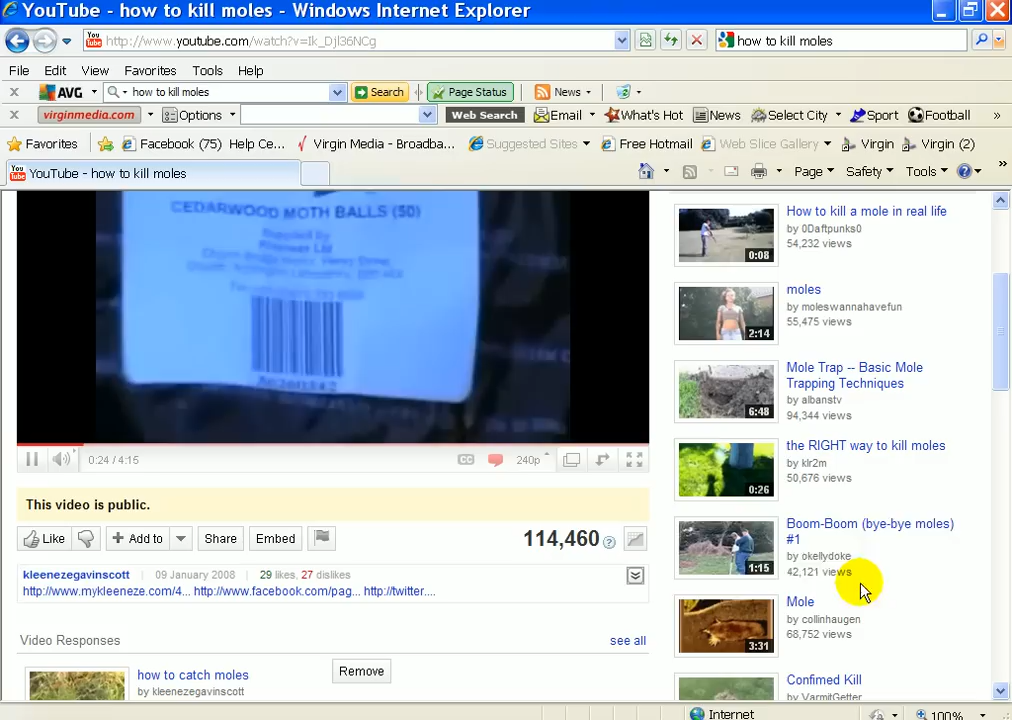 YouTube - how to kill moles - Windows Internet Explorer
http://www.youtube.com/watch?v=Ik_Djl36NCg
how to kill moles
File Edit View Favorites Tools Help
AVG how to kill moles Search Page Status News
virginmedia.com Options Web Search Email What's Hot News Select City Sport Football »
Favorites Facebook (75) Help Ce... Virgin Media - Broadba... Suggested Sites Free Hotmail Web Slice Gallery Virgin Virgin (2)
YouTube - how to kill moles
Page Safety Tools »
CEDARWOOD MOTH BALLS (50)
Supplied by
0:24 / 4:15
CC 240p
This video is public.
Like Add to Share Embed 114,460
kleenezegavinscott 09 January 2008 29 likes, 27 dislikes
http://www.mykleeneze.com/4... http://www.facebook.com/pag... http://twitter....
Video Responses see all
how to catch moles
by kleenezegavinscott
Remove
How to kill a mole in real life
by 0Daftpunks0
54,232 views
0:08
moles
by moleswannahavefun
55,475 views
2:14
Mole Trap -- Basic Mole
Trapping Techniques
by albanstv
94,344 views
6:48
the RIGHT way to kill moles
by klr2m
50,676 views
0:26
Boom-Boom (bye-bye moles)
#1
by okellydoke
42,121 views
1:15
Mole
by collinhaugen
68,752 views
3:31
Confimed Kill
by VarmitGetter
Internet 100%